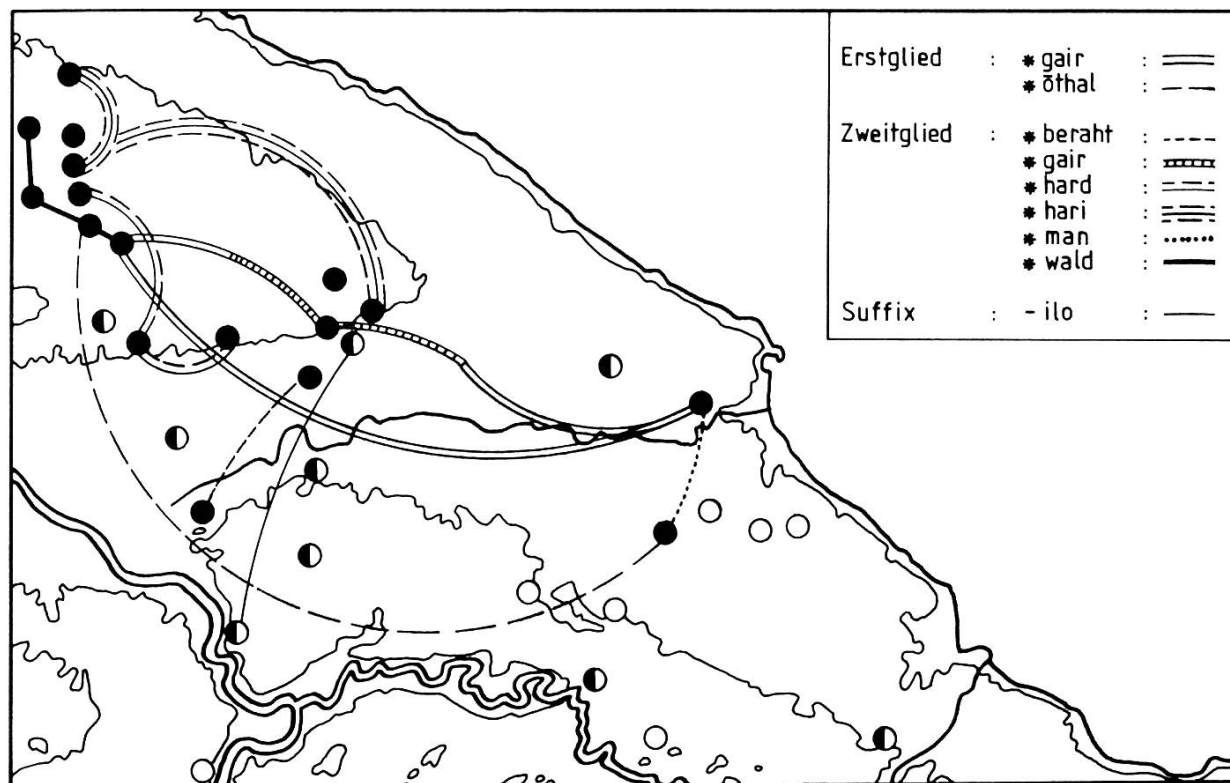 Erstglied : * gair :
* ōthal :
Zweitglied : * beraht :
* gair :
* hard :
* hari :
* man :
* wald :
Suffix : - ilo :